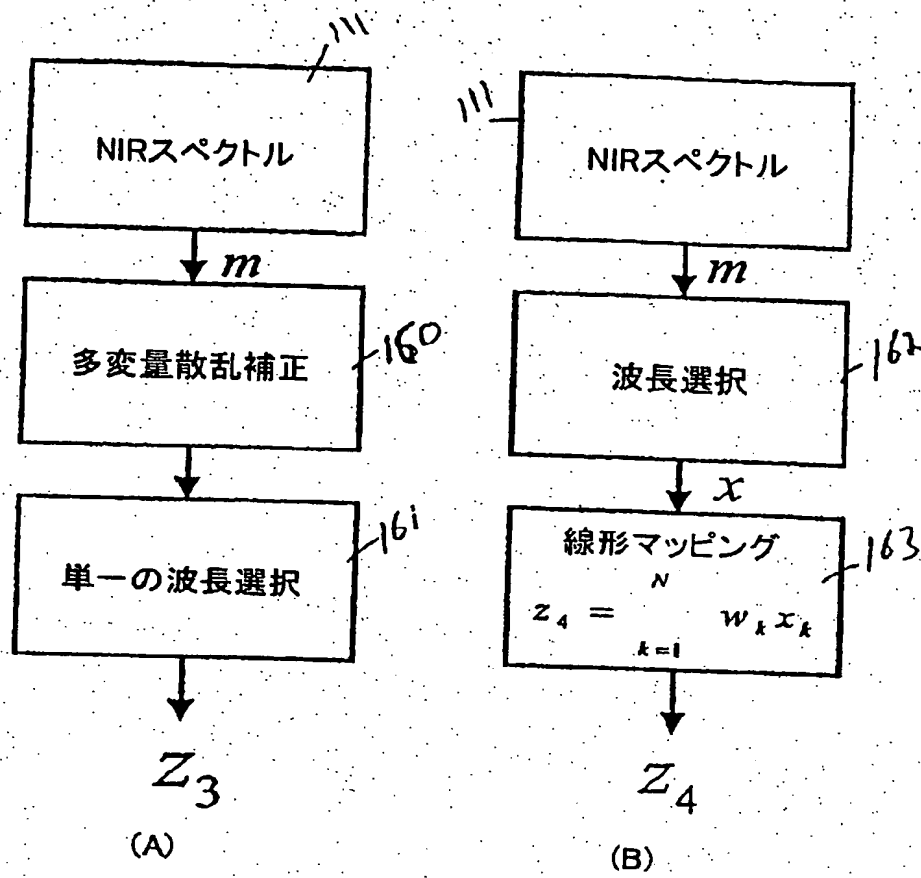 111
NIRスペクトル
m
多変量散乱補正
160
単一の波長選択
161
Z3
(A)
111
NIRスペクトル
m
波長選択
162
x
線形マッピング
163
N
z4 = wkxk
k=1
Z4
(B)